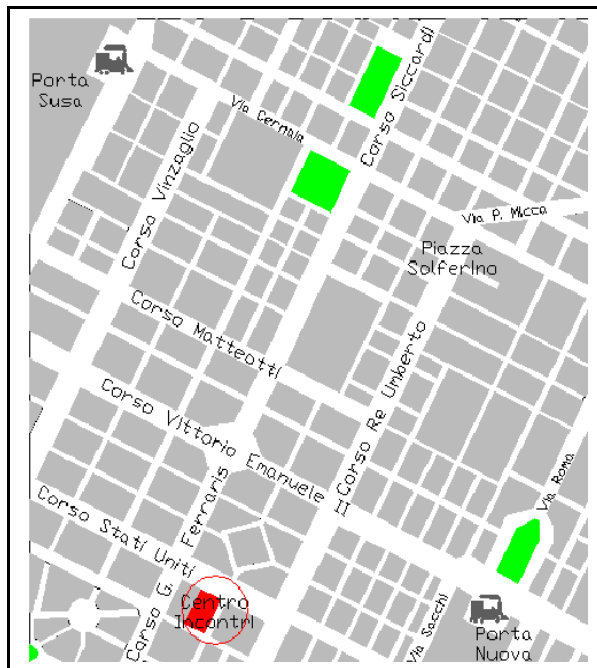 Porta
Susa
Via Cernaia
Corso Siccardi
Corso Vinzaglio
Via P. Micca
Piazza
Solferino
Corso Matteotti
Corso Re Umberto
Corso Vittorio Emanuele II
Via Roma
Corso Stati Uniti
Corso G. Ferraris
Centro
Incontri
Via Sacchi
Porta
Nuova